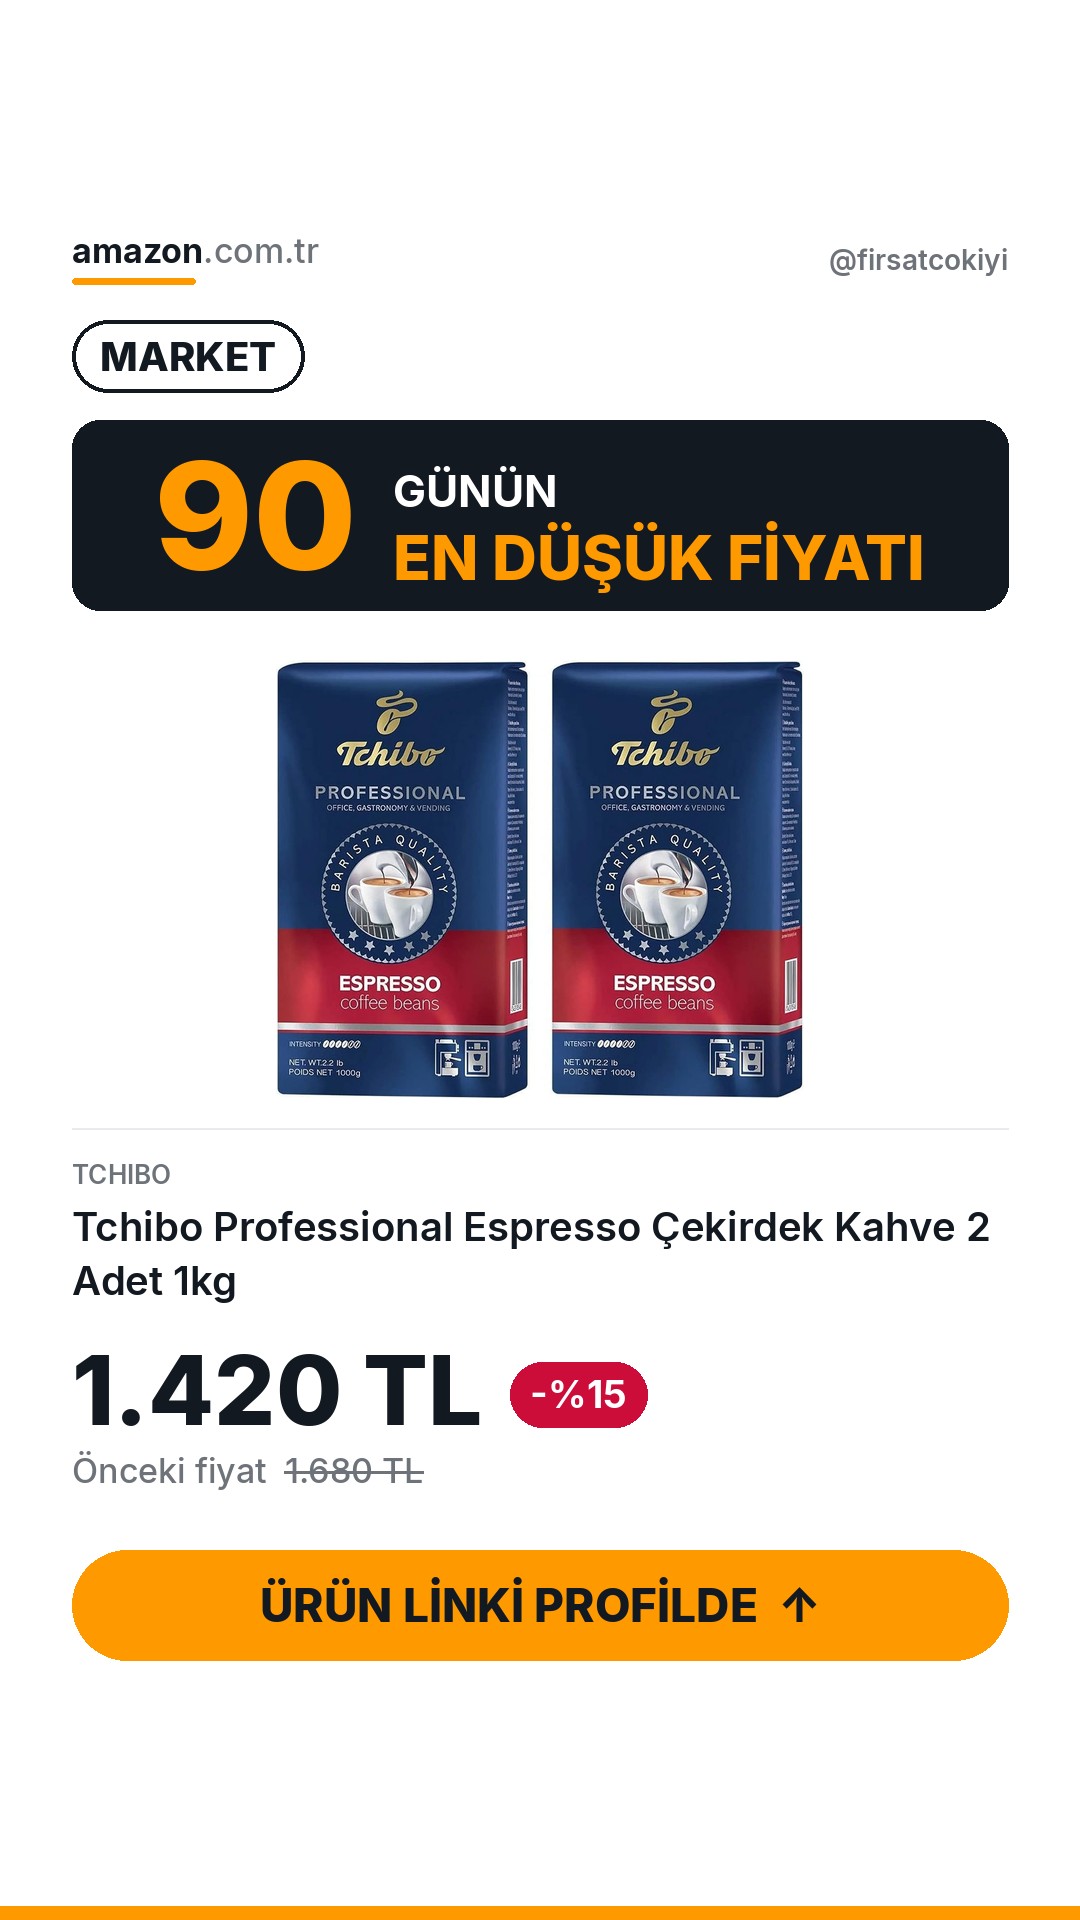 amazon.com.tr
@firsatcokiyi
MARKET
90 GÜNÜN
EN DÜŞÜK FİYATI
Tchibo
PROFESSIONAL
OFFICE, GASTRONOMY & VENDING
BARISTA QUALITY
ESPRESSO
coffee beans
INTENSITY
NET. WT.2.2 lb
POIDS NET 1000g
Tchibo
PROFESSIONAL
OFFICE, GASTRONOMY & VENDING
BARISTA QUALITY
ESPRESSO
coffee beans
INTENSITY
NET. WT.2.2 lb
POIDS NET 1000g
TCHIBO
Tchibo Professional Espresso Çekirdek Kahve 2
Adet 1kg
1.420 TL -%15
Önceki fiyat 1.680 TL
ÜRÜN LİNKİ PROFİLDE ↑